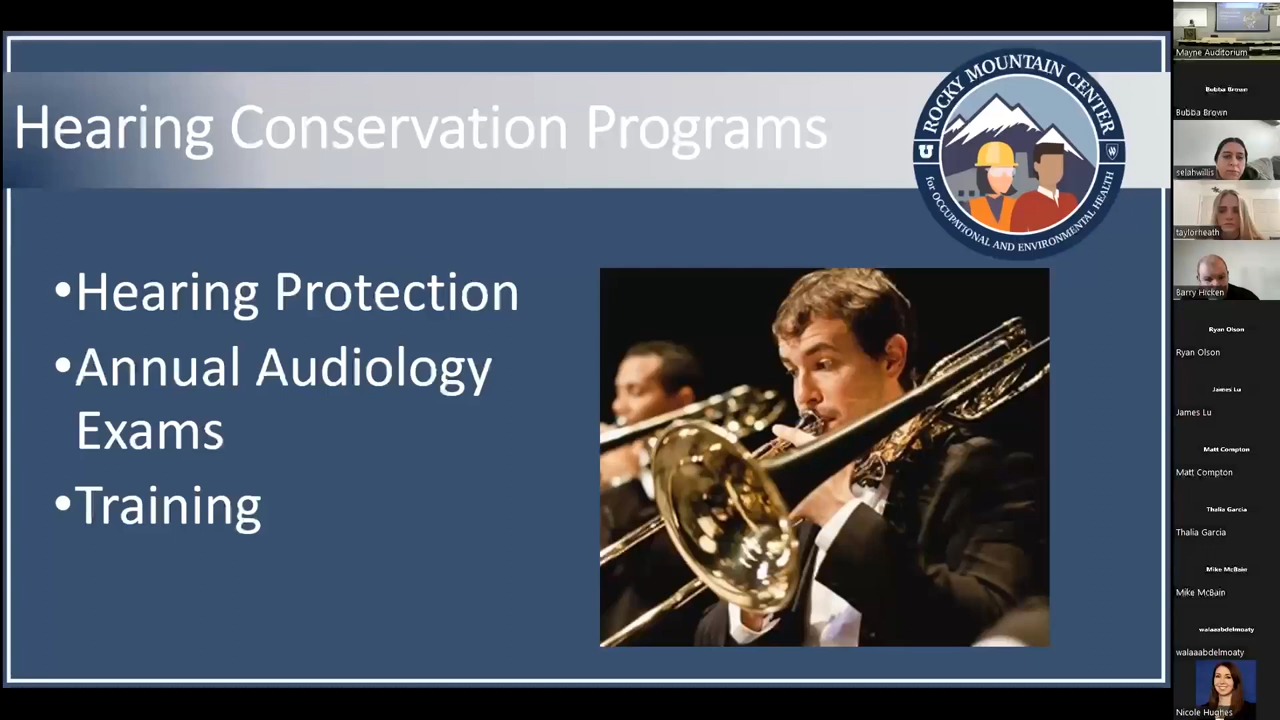 Hearing Conservation Programs
ROCKY MOUNTAIN CENTER
for OCCUPATIONAL AND ENVIRONMENTAL HEALTH
U
•Hearing Protection
•Annual Audiology
Exams
•Training
Mayne Auditorium
Bubba Brown
Bubba Brown
selahwillis
taylorheath
Barry Hicken
Ryan Olson
Ryan Olson
James Lu
James Lu
Matt Compton
Matt Compton
Thalia Garcia
Thalia Garcia
Mike McBain
Mike McBain
walaaabdelmoaty
walaaabdelmoaty
Nicole Hughes